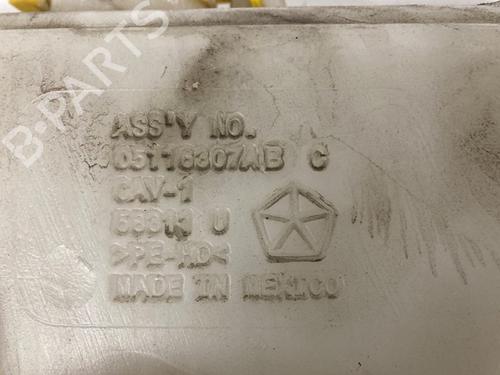 B-PARTS
ASS'Y NO.
05116307AB C
CAV-1
>PE-HD<
MADE IN MEXICO